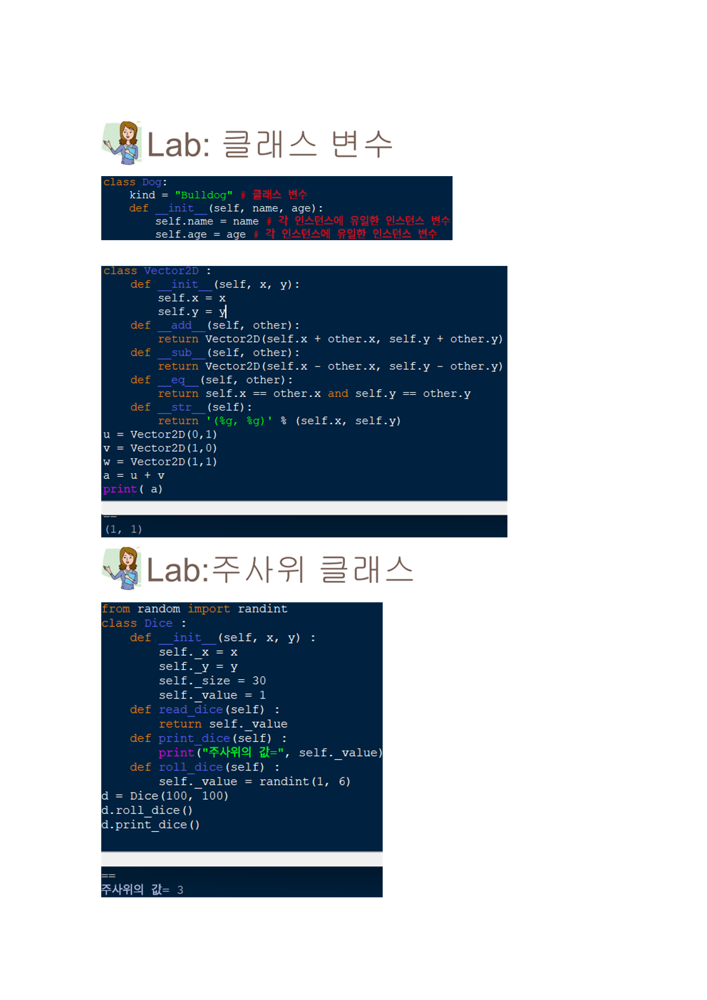 Lab: 클래스 변수
class Dog:
    kind = "Bulldog" # 클래스 변수
    def __init__(self, name, age):
        self.name = name # 각 인스턴스에 유일한 인스턴스 변수
        self.age = age # 각 인스턴스에 유일한 인스턴스 변수
class Vector2D :
    def __init__(self, x, y):
        self.x = x
        self.y = y
    def __add__(self, other):
        return Vector2D(self.x + other.x, self.y + other.y)
    def __sub__(self, other):
        return Vector2D(self.x - other.x, self.y - other.y)
    def __eq__(self, other):
        return self.x == other.x and self.y == other.y
    def __str__(self):
        return '(%g, %g)' % (self.x, self.y)
u = Vector2D(0,1)
v = Vector2D(1,0)
w = Vector2D(1,1)
a = u + v
print( a)
==
(1, 1)
Lab:주사위 클래스
from random import randint
class Dice :
    def __init__(self, x, y) :
        self._x = x
        self._y = y
        self._size = 30
        self._value = 1
    def read_dice(self) :
        return self._value
    def print_dice(self) :
        print("주사위의 값=", self._value)
    def roll_dice(self) :
        self._value = randint(1, 6)
d = Dice(100, 100)
d.roll_dice()
d.print_dice()
==
주사위의 값= 3